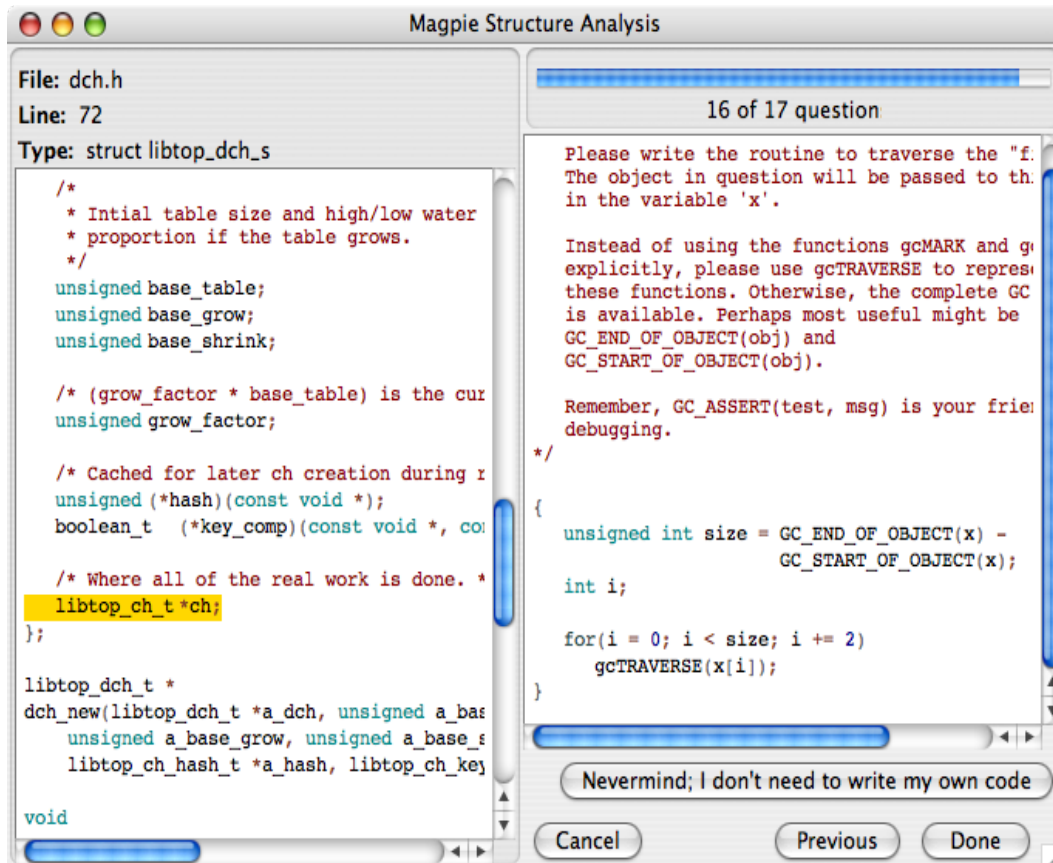 Magpie Structure Analysis
File: dch.h
Line: 72
Type: struct libtop_dch_s
/*
* Intial table size and high/low water
* proportion if the table grows.
*/
unsigned base_table;
unsigned base_grow;
unsigned base_shrink;
/* (grow_factor * base_table) is the cur
unsigned grow_factor;
/* Cached for later ch creation during r
unsigned (*hash)(const void *);
boolean_t (*key_comp)(const void *, con
/* Where all of the real work is done. *
libtop_ch_t *ch;
};
libtop_dch_t *
dch_new(libtop_dch_t *a_dch, unsigned a_bas
unsigned a_base_grow, unsigned a_base_s
libtop_ch_hash_t *a_hash, libtop_ch_key
void
16 of 17 question
Please write the routine to traverse the "fi
The object in question will be passed to thi
in the variable 'x'.
Instead of using the functions gcMARK and gc
explicitly, please use gcTRAVERSE to represe
these functions. Otherwise, the complete GC
is available. Perhaps most useful might be
GC_END_OF_OBJECT(obj) and
GC_START_OF_OBJECT(obj).
Remember, GC_ASSERT(test, msg) is your frien
debugging.
*/
{
unsigned int size = GC_END_OF_OBJECT(x) -
GC_START_OF_OBJECT(x);
int i;
for(i = 0; i < size; i += 2)
gcTRAVERSE(x[i]);
}
Nevermind; I don't need to write my own code
Cancel
Previous
Done